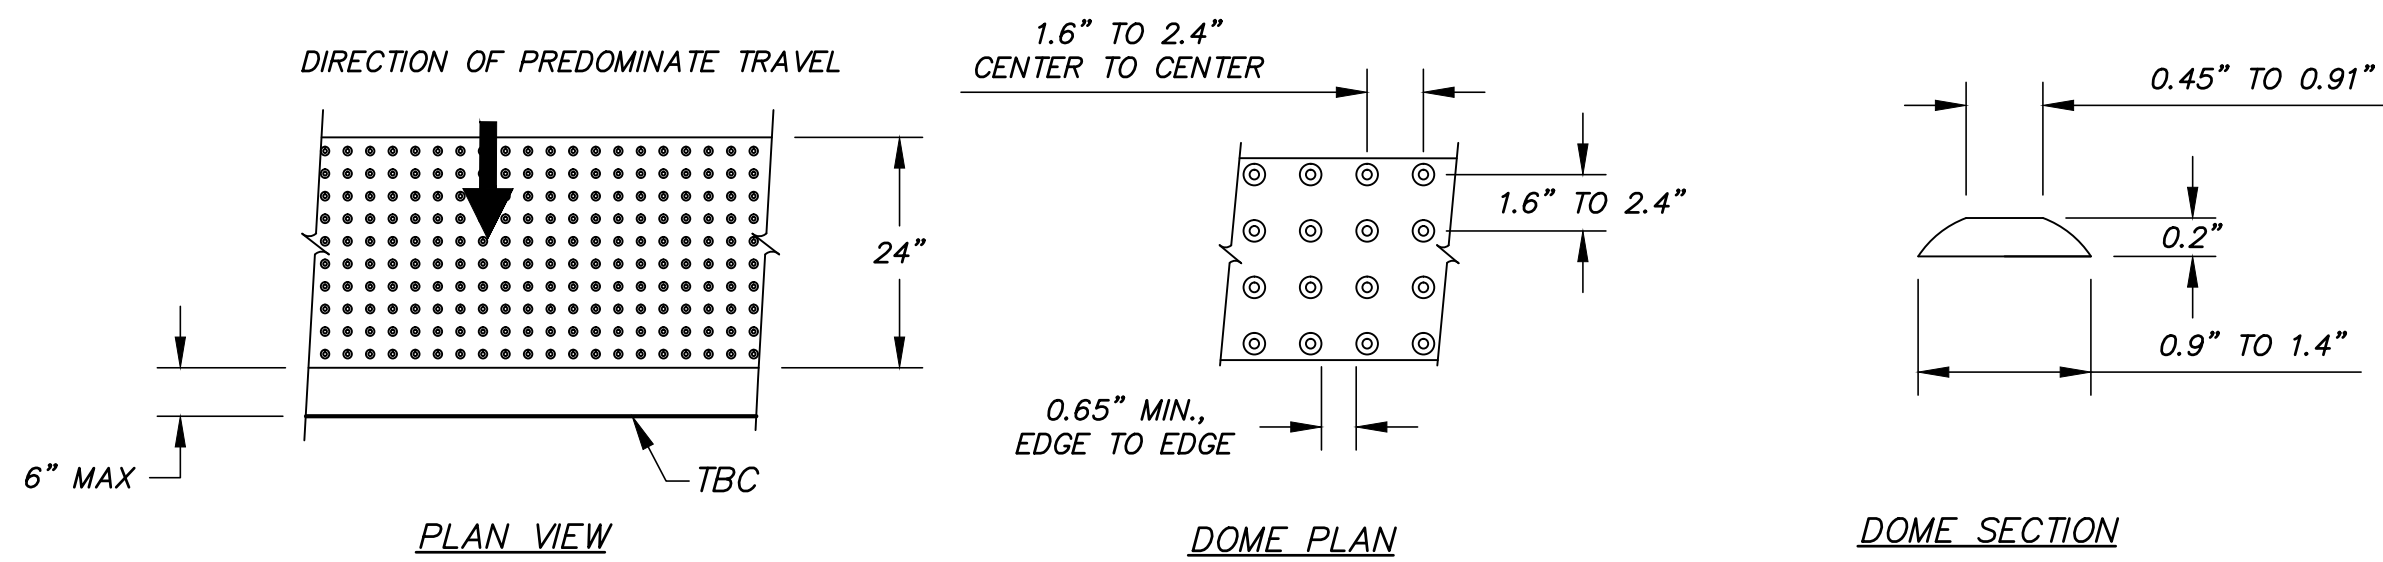 DIRECTION OF PREDOMINATE TRAVEL
24"
6" MAX
TBC
PLAN VIEW
1.6" TO 2.4"
CENTER TO CENTER
1.6" TO 2.4"
0.65" MIN.,
EDGE TO EDGE
DOME PLAN
0.45" TO 0.91"
0.2"
0.9" TO 1.4"
DOME SECTION